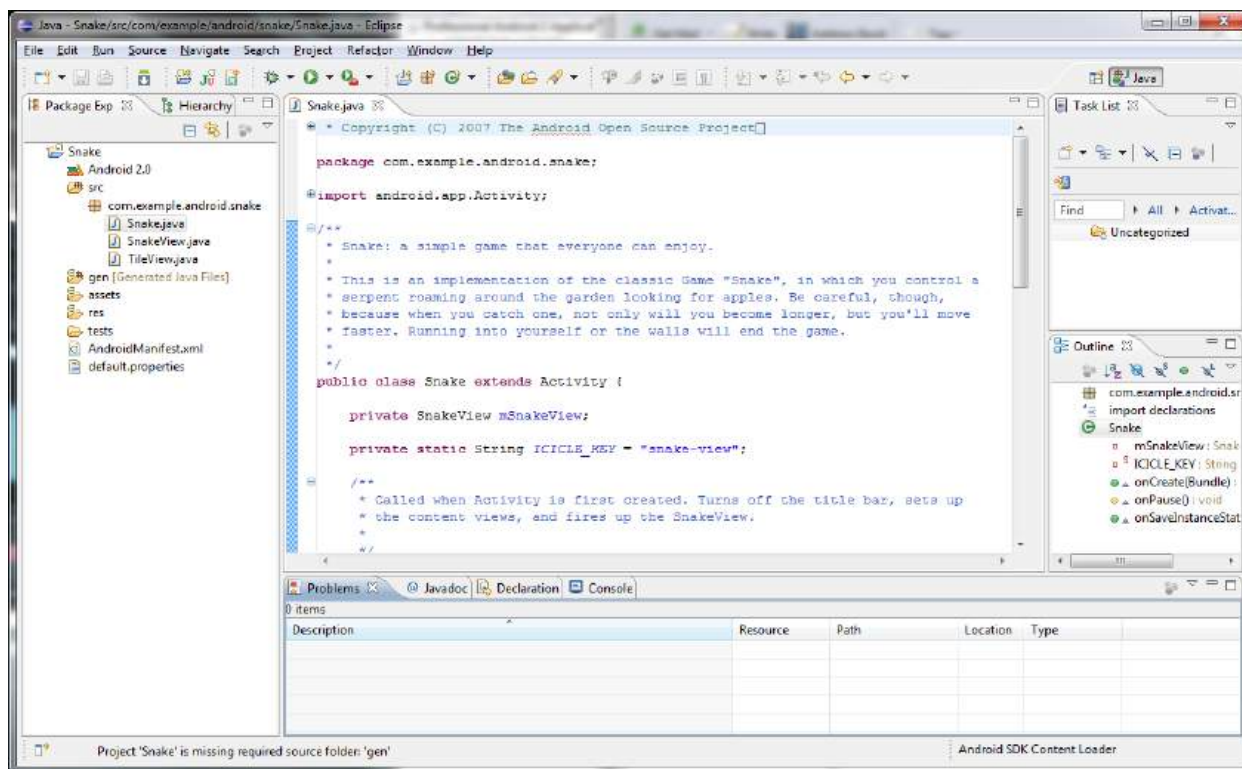 Java - Snake/src/com/example/android/snake/Snake.java - Eclipse
File Edit Run Source Navigate Search Project Refactor Window Help
Java
Package Exp
Hierarchy
Snake
Android 2.0
src
com.example.android.snake
Snake.java
SnakeView.java
TileView.java
gen [Generated Java Files]
assets
res
tests
AndroidManifest.xml
default.properties
Snake.java
* Copyright (C) 2007 The Android Open Source Project
package com.example.android.snake;
import android.app.Activity;
/**
* Snake: a simple game that everyone can enjoy.
*
* This is an implementation of the classic Game "Snake", in which you control a
* serpent roaming around the garden looking for apples. Be careful, though,
* because when you catch one, not only will you become longer, but you'll move
* faster. Running into yourself or the walls will end the game.
*
*/
public class Snake extends Activity {
private SnakeView mSnakeView;
private static String ICICLE_KEY = "snake-view";
/**
* Called when Activity is first created. Turns off the title bar, sets up
* the content views, and fires up the SnakeView.
*
*/
Task List
Find All Activat...
Uncategorized
Outline
com.example.android.sr
import declarations
Snake
mSnakeView : Snak
S ICICLE_KEY : String
onCreate(Bundle) :
onPause() : void
onSaveInstanceStat
Problems
@ Javadoc
Declaration
Console
0 items
Description Resource Path Location Type
Project 'Snake' is missing required source folder: 'gen'
Android SDK Content Loader